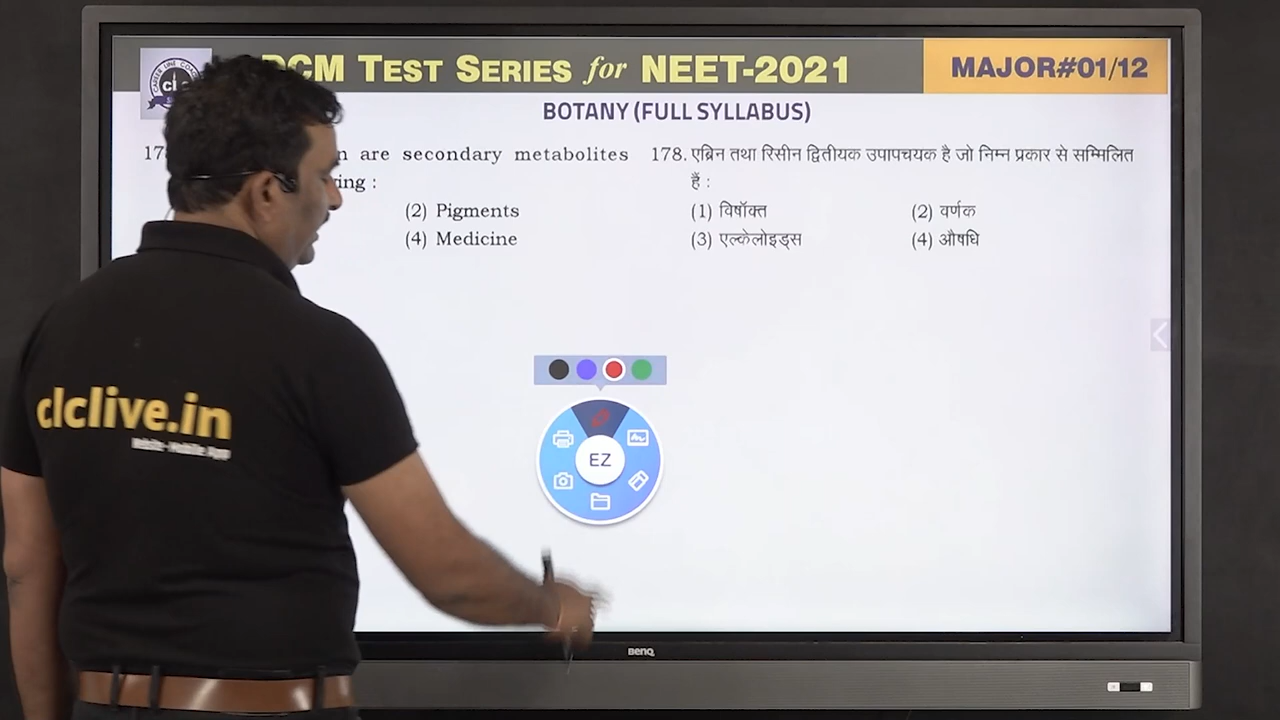 PCM TEST SERIES for NEET-2021
MAJOR#01/12
BOTANY (FULL SYLLABUS)
are secondary metabolites
(2) Pigments
(4) Medicine
178. एब्रिन तथा रिसीन द्वितीयक उपापचयक है जो निम्न प्रकार से सम्मिलित
हैं :
(1) विषॉक्त
(2) वर्णक
(3) एल्केलोइड्स
(4) औषधि
EZ
clclive.in
BenQ